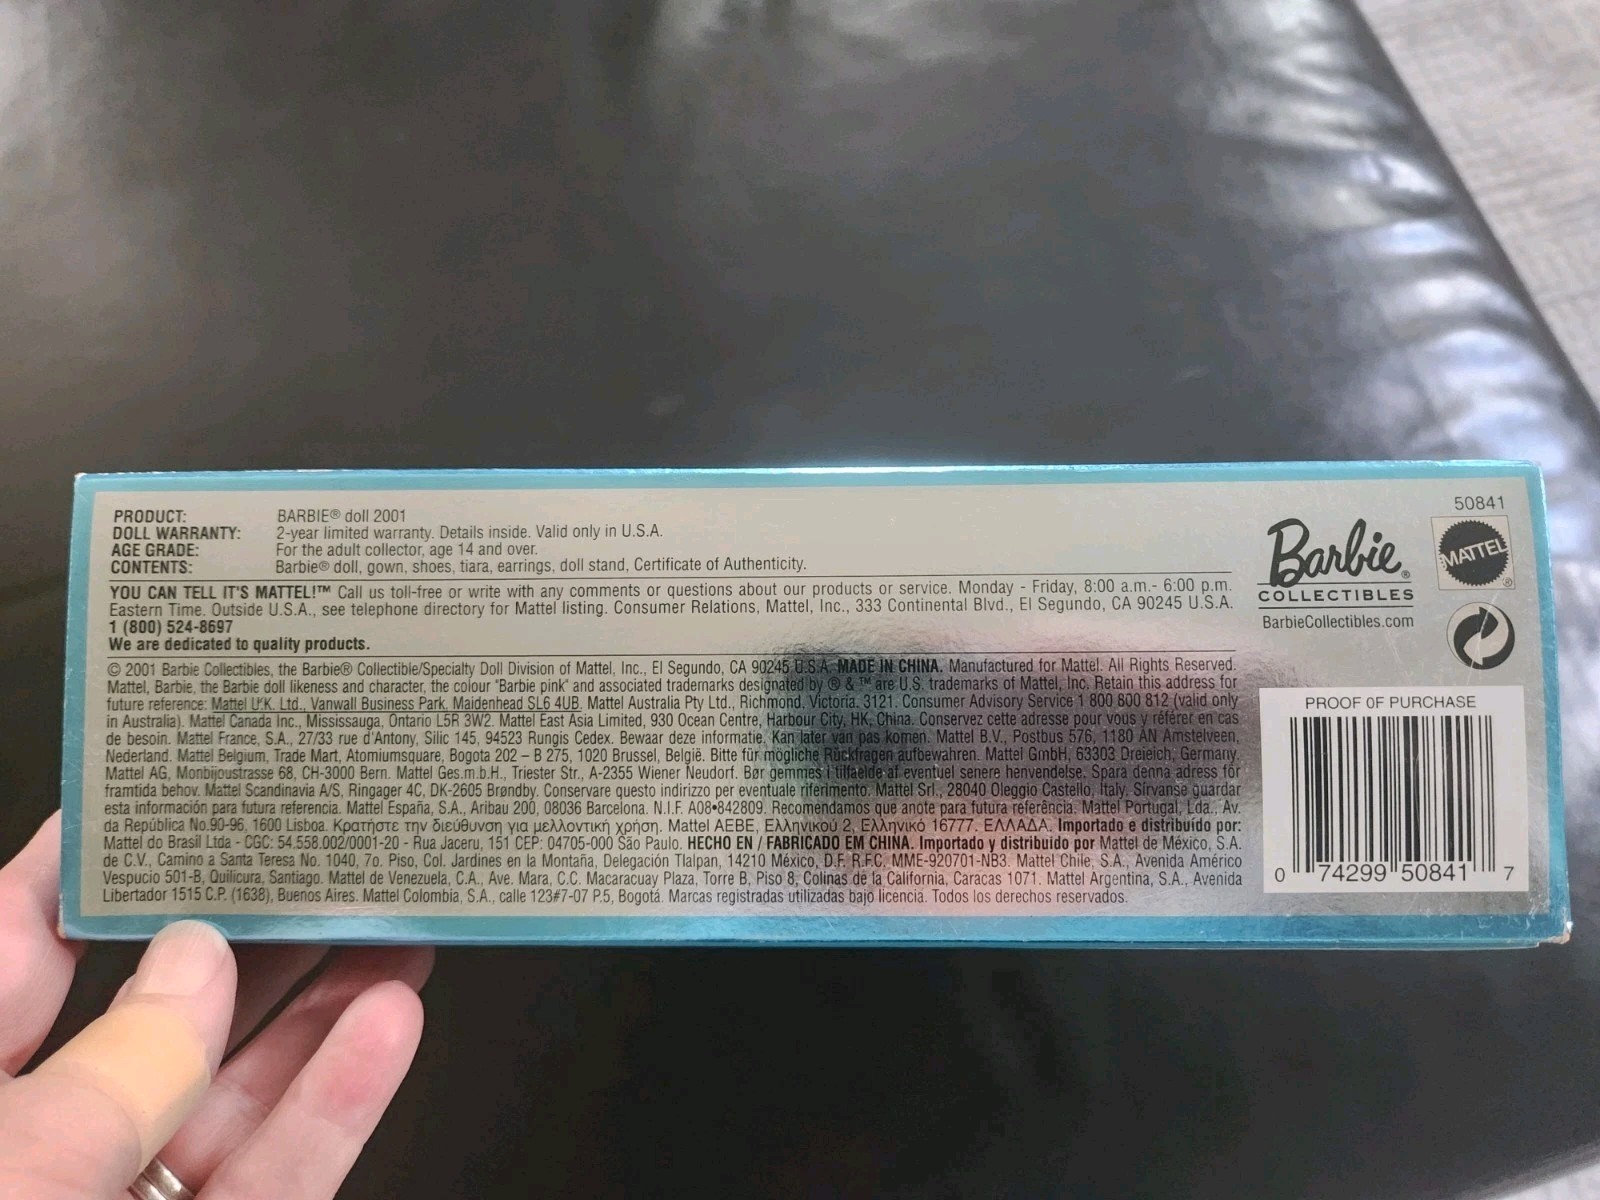 PRODUCT: BARBIE® doll 2001
DOLL WARRANTY: 2-year limited warranty. Details inside. Valid only in U.S.A.
AGE GRADE: For the adult collector, age 14 and over.
CONTENTS: Barbie® doll, gown, shoes, tiara, earrings, doll stand, Certificate of Authenticity.
YOU CAN TELL IT'S MATTEL!™ Call us toll-free or write with any comments or questions about our products or service. Monday - Friday, 8:00 a.m.- 6:00 p.m.
Eastern Time. Outside U.S.A., see telephone directory for Mattel listing. Consumer Relations, Mattel, Inc., 333 Continental Blvd., El Segundo, CA 90245 U.S.A.
1 (800) 524-8697
We are dedicated to quality products.
© 2001 Barbie Collectibles, the Barbie® Collectible/Specialty Doll Division of Mattel, Inc., El Segundo, CA 90245 U.S.A. MADE IN CHINA. Manufactured for Mattel. All Rights Reserved.
Mattel, Barbie, the Barbie doll likeness and character, the colour "Barbie pink" and associated trademarks designated by ® & ™ are U.S. trademarks of Mattel, Inc. Retain this address for
future reference: Mattel U.K. Ltd., Vanwall Business Park, Maidenhead SL6 4UB. Mattel Australia Pty Ltd., Richmond, Victoria. 3121. Consumer Advisory Service 1 800 800 812 (valid only
in Australia). Mattel Canada Inc., Mississauga, Ontario L5R 3W2. Mattel East Asia Limited, 930 Ocean Centre, Harbour City, HK, China. Conservez cette adresse pour vous y référer en cas
de besoin. Mattel France, S.A., 27/33 rue d'Antony, Silic 145, 94523 Rungis Cedex. Bewaar deze informatie. Kan later van pas komen. Mattel B.V., Postbus 576, 1180 AN Amstelveen,
Nederland. Mattel Belgium, Trade Mart, Atomiumsquare, Bogota 202 – B 275, 1020 Brussel, België. Bitte für mögliche Rückfragen aufbewahren. Mattel GmbH, 63303 Dreieich, Germany.
Mattel AG, Monbijoustrasse 68, CH-3000 Bern. Mattel Ges.m.b.H., Triester Str., A-2355 Wiener Neudorf. Bør gemmes i tilfælde af eventuel senere henvendelse. Spara denna adress för
framtida behov. Mattel Scandinavia A/S, Ringager 4C, DK-2605 Brøndby. Conservare questo indirizzo per eventuale riferimento. Mattel Srl., 28040 Oleggio Castello, Italy. Sírvanse guardar
esta información para futura referencia. Mattel España, S.A., Aribau 200, 08036 Barcelona. N.I.F. A08•842809. Recomendamos que anote para futura referência. Mattel Portugal, Lda., Av.
da República No.90-96, 1600 Lisboa. Κρατήστε την διεύθυνση για μελλοντική χρήση. Mattel AEBE, Ελληνικού 2, Ελληνικό 16777. ΕΛΛΑΔΑ. Importado e distribuído por:
Mattel do Brasil Ltda - CGC: 54.558.002/0001-20 - Rua Jaceru, 151 CEP: 04705-000 São Paulo. HECHO EN / FABRICADO EM CHINA. Importado y distribuido por Mattel de México, S.A.
de C.V., Camino a Santa Teresa No. 1040, 7o. Piso, Col. Jardines en la Montaña, Delegación Tlalpan, 14210 México, D.F. R.F.C. MME-920701-NB3. Mattel Chile, S.A., Avenida Américo
Vespucio 501-B, Quilicura, Santiago. Mattel de Venezuela, C.A., Ave. Mara, C.C. Macaracuay Plaza, Torre B, Piso 8, Colinas de la California, Caracas 1071. Mattel Argentina, S.A., Avenida
Libertador 1515 C.P. (1638), Buenos Aires. Mattel Colombia, S.A., calle 123#7-07 P.5, Bogotá. Marcas registradas utilizadas bajo licencia. Todos los derechos reservados.
50841
Barbie®
COLLECTIBLES
BarbieCollectibles.com
MATTEL®
PROOF OF PURCHASE
0 74299 50841 7